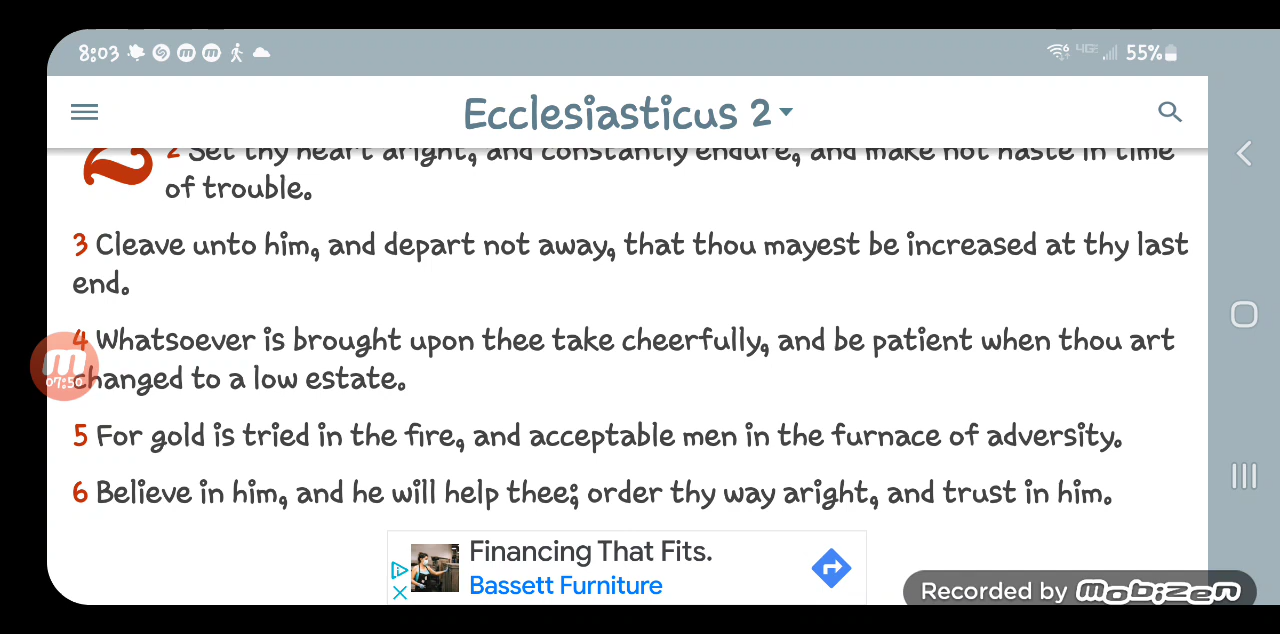 8:03
4GE 55%
Ecclesiasticus 2
2 2 Set thy heart aright, and constantly endure, and make not haste in time
of trouble.
3 Cleave unto him, and depart not away, that thou mayest be increased at thy last
end.
4 Whatsoever is brought upon thee take cheerfully, and be patient when thou art
changed to a low estate.
m
07:50
5 For gold is tried in the fire, and acceptable men in the furnace of adversity.
6 Believe in him, and he will help thee; order thy way aright, and trust in him.
Financing That Fits.
Bassett Furniture
Recorded by mobizen